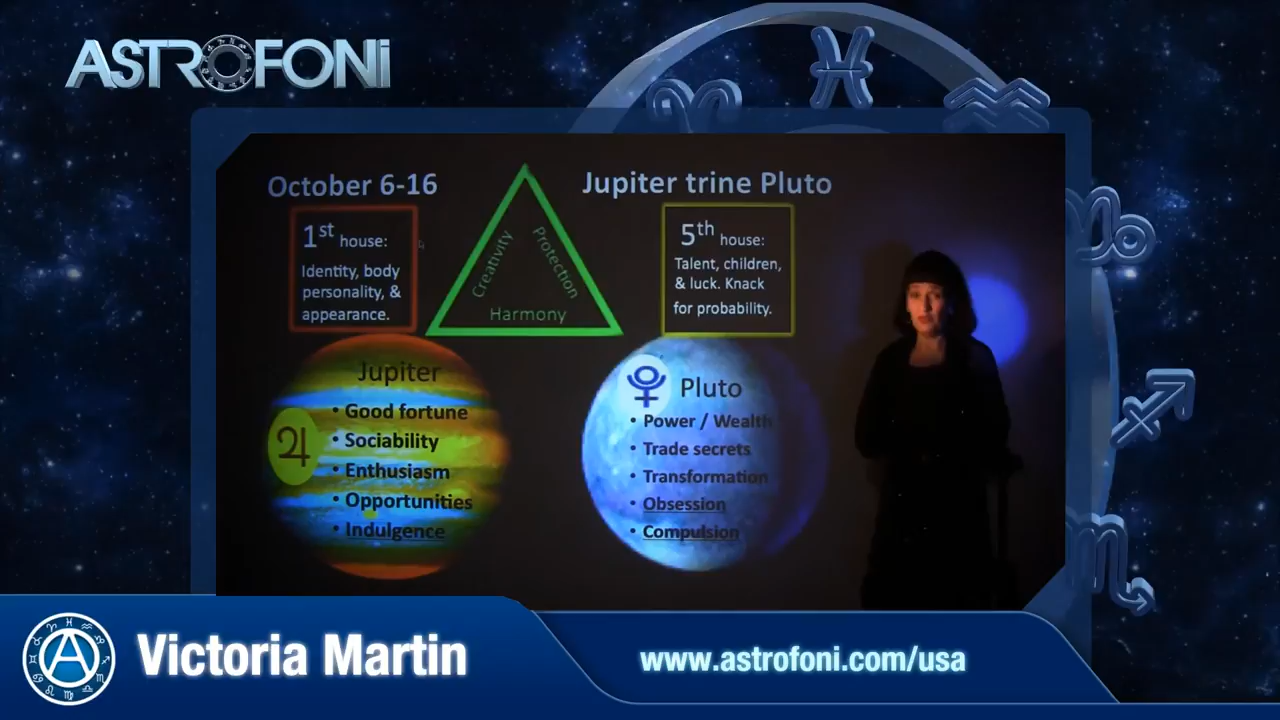 ASTROFONi
October 6-16
Jupiter trine Pluto
1st house:
Identity, body
personality, &
appearance.
Creativity
Protection
Harmony
5th house:
Talent, children,
& luck. Knack
for probability.
Jupiter
• Good fortune
• Sociability
• Enthusiasm
• Opportunities
• Indulgence
Pluto
• Power / Wealth
• Trade secrets
• Transformation
• Obsession
• Compulsion
Victoria Martin
www.astrofoni.com/usa